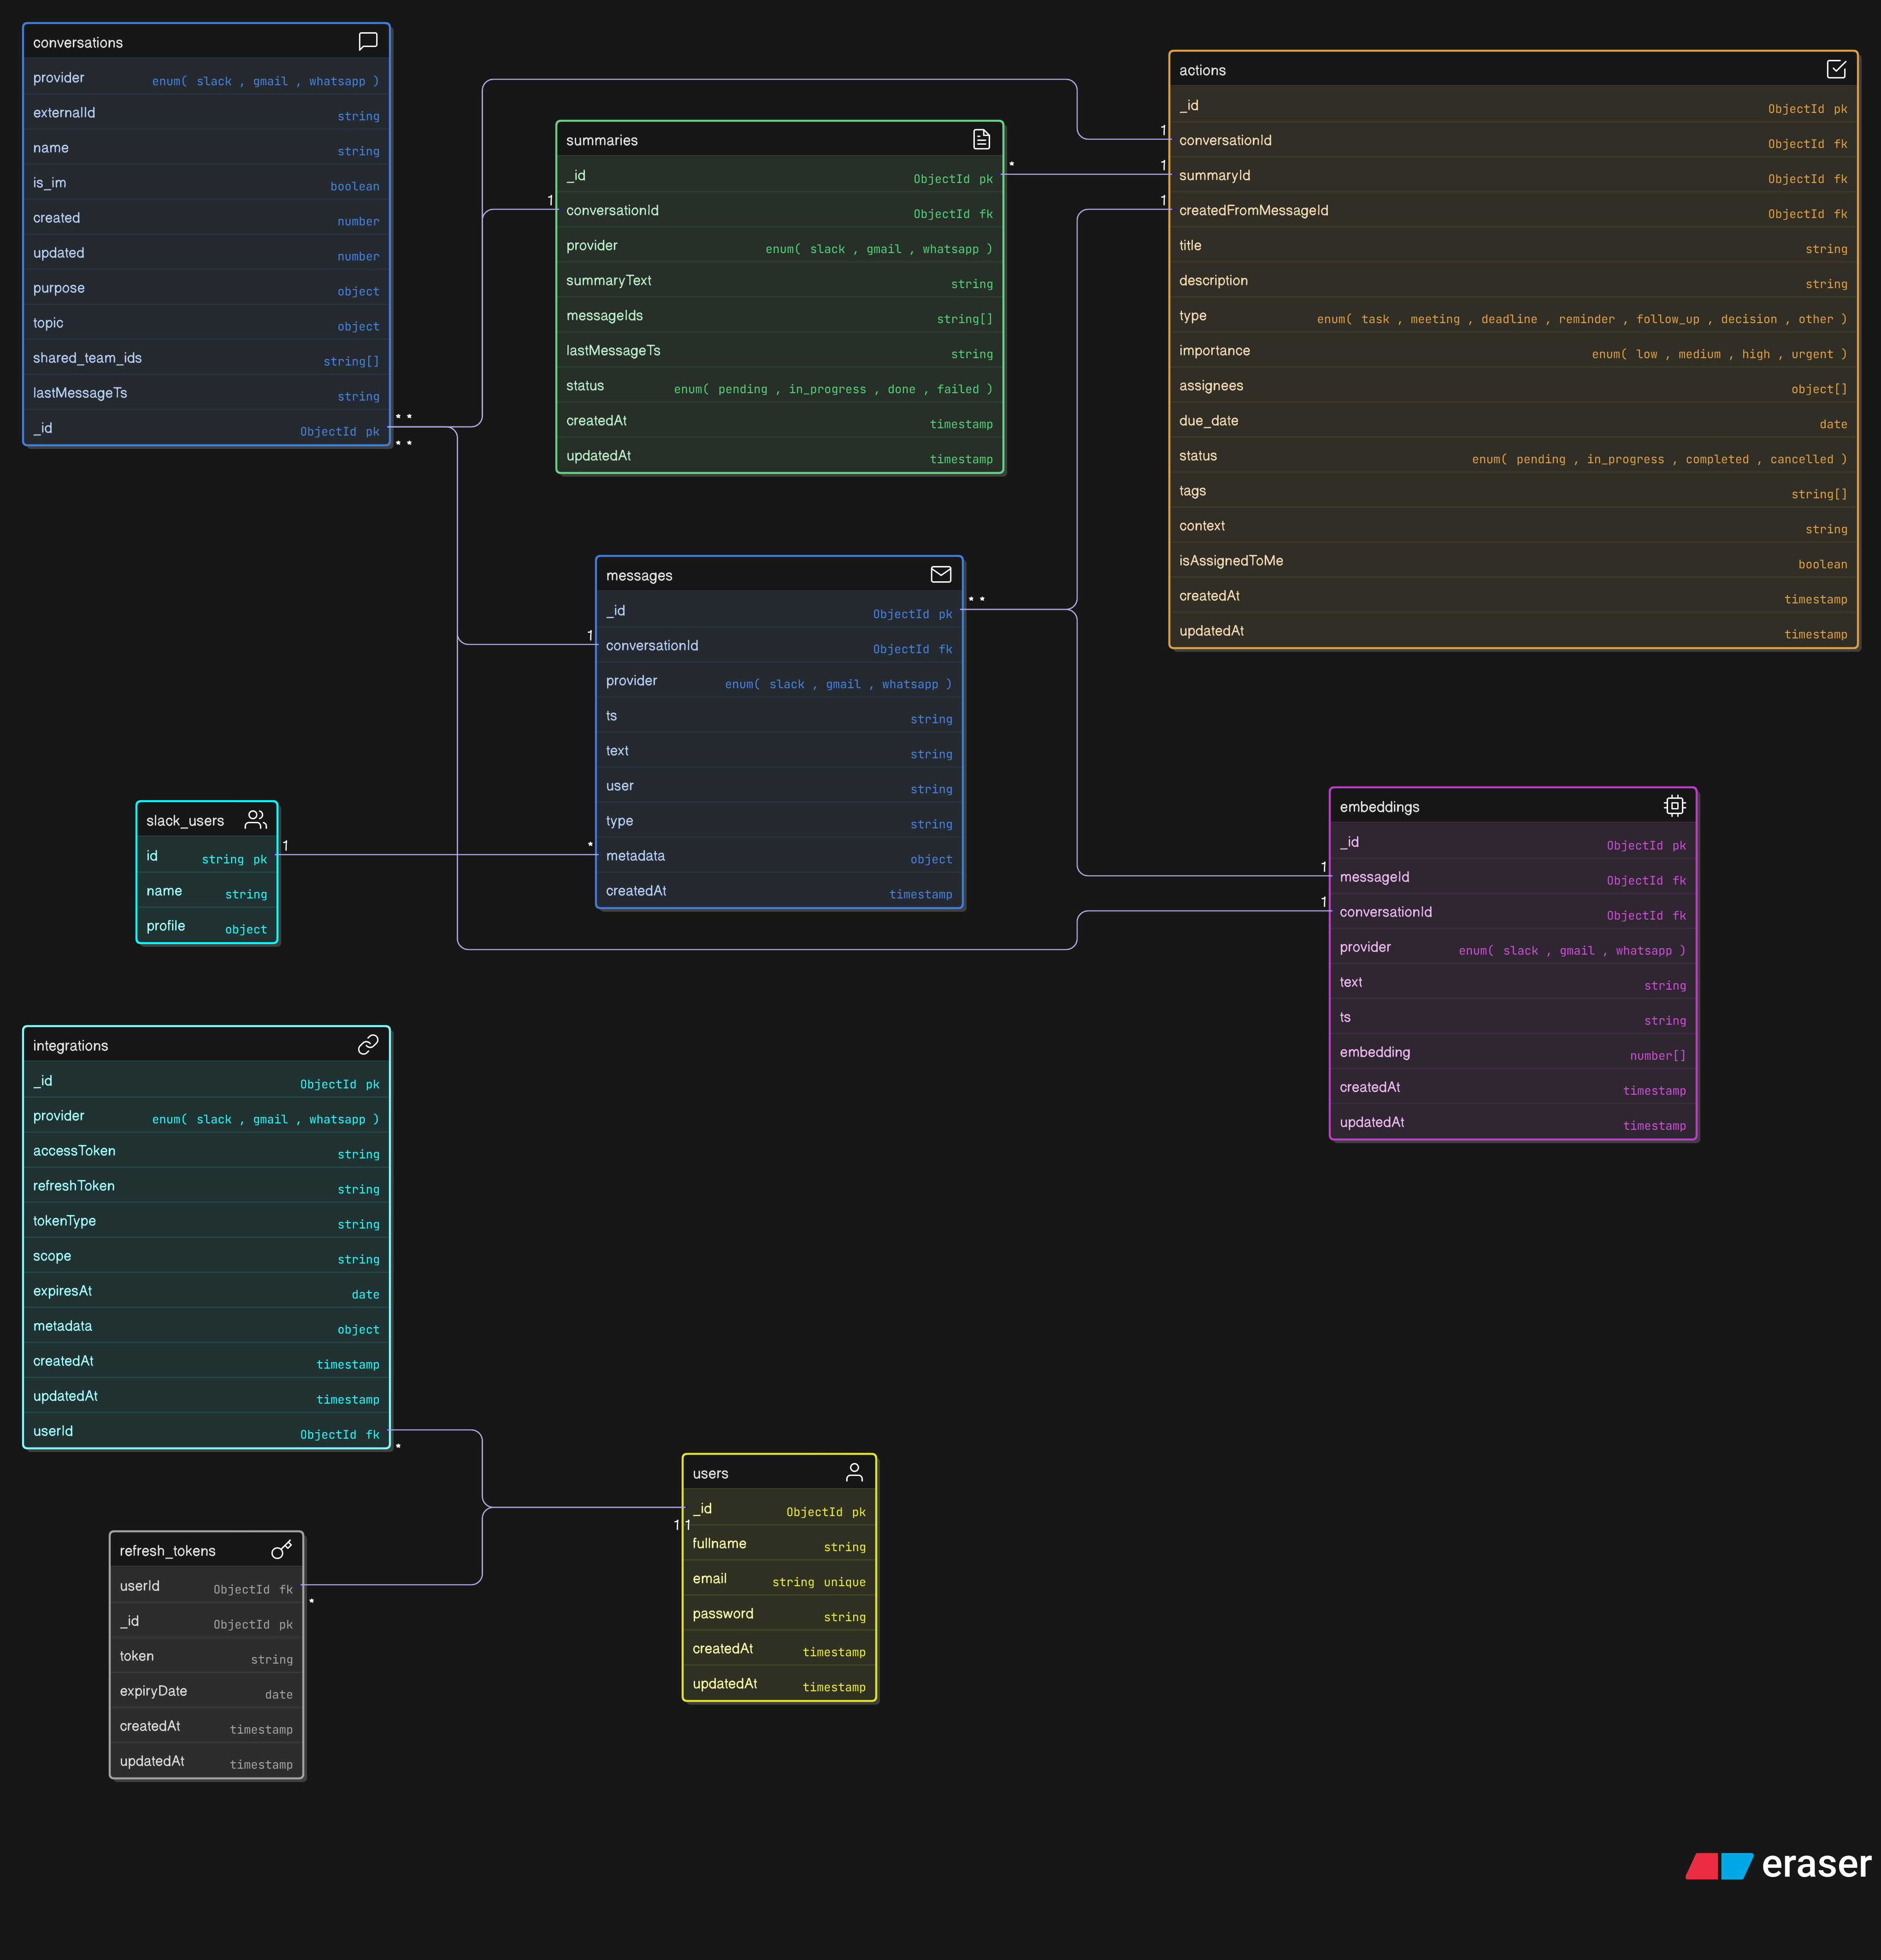 conversations
provider enum( slack , gmail , whatsapp )
externalId string
name string
is_im boolean
created number
updated number
purpose object
topic object
shared_team_ids string[]
lastMessageTs string
_id ObjectId pk
* *
* *
summaries
_id ObjectId pk
*
1
conversationId ObjectId fk
provider enum( slack , gmail , whatsapp )
summaryText string
messageIds string[]
lastMessageTs string
status enum( pending , in_progress , done , failed )
createdAt timestamp
updatedAt timestamp
actions
_id ObjectId pk
1
conversationId ObjectId fk
1
summaryId ObjectId fk
1
createdFromMessageId ObjectId fk
title string
description string
type enum( task , meeting , deadline , reminder , follow_up , decision , other )
importance enum( low , medium , high , urgent )
assignees object[]
due_date date
status enum( pending , in_progress , completed , cancelled )
tags string[]
context string
isAssignedToMe boolean
createdAt timestamp
updatedAt timestamp
messages
_id ObjectId pk
* *
1
conversationId ObjectId fk
provider enum( slack , gmail , whatsapp )
ts string
text string
user string
type string
*
metadata object
createdAt timestamp
slack_users
id string pk
1
name string
profile object
embeddings
_id ObjectId pk
1
messageId ObjectId fk
1
conversationId ObjectId fk
provider enum( slack , gmail , whatsapp )
text string
ts string
embedding number[]
createdAt timestamp
updatedAt timestamp
integrations
_id ObjectId pk
provider enum( slack , gmail , whatsapp )
accessToken string
refreshToken string
tokenType string
scope string
expiresAt date
metadata object
createdAt timestamp
updatedAt timestamp
userId ObjectId fk
*
users
_id ObjectId pk
1 1
fullname string
email string unique
password string
createdAt timestamp
updatedAt timestamp
refresh_tokens
userId ObjectId fk
*
_id ObjectId pk
token string
expiryDate date
createdAt timestamp
updatedAt timestamp
eraser